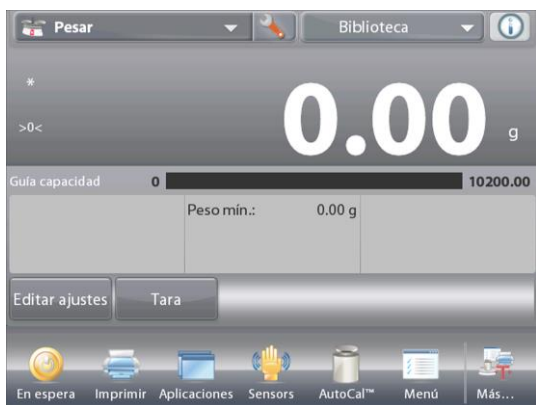 Pesar
Biblioteca
*
>0<
0.00 g
Guía capacidad 0 10200.00
Peso mín.: 0.00 g
Editar ajustes Tara
En espera Imprimir Aplicaciones Sensors AutoCal™ Menú Más...